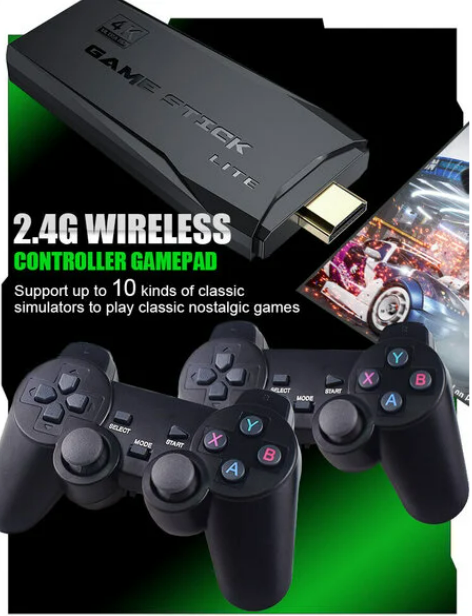 4K
GAME STICK
LITE
2.4G WIRELESS
CONTROLLER GAMEPAD
Support up to 10 kinds of classic
simulators to play classic nostalgic games
SELECT
START
MODE
Y
X
B
A
SELECT
MODE
START
Y
X
B
A